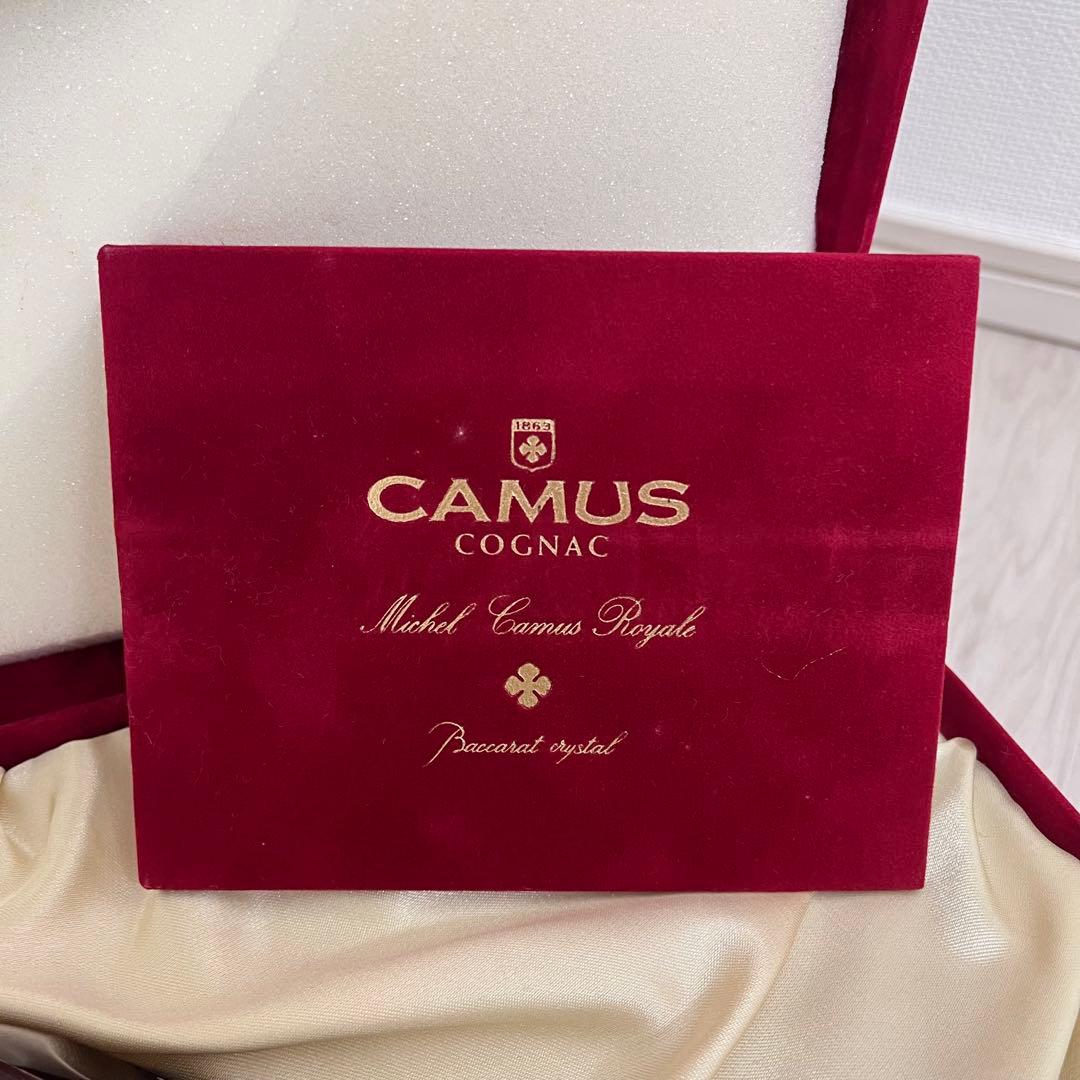 1863
CAMUS
COGNAC
Michel Camus Royale
Baccarat crystal